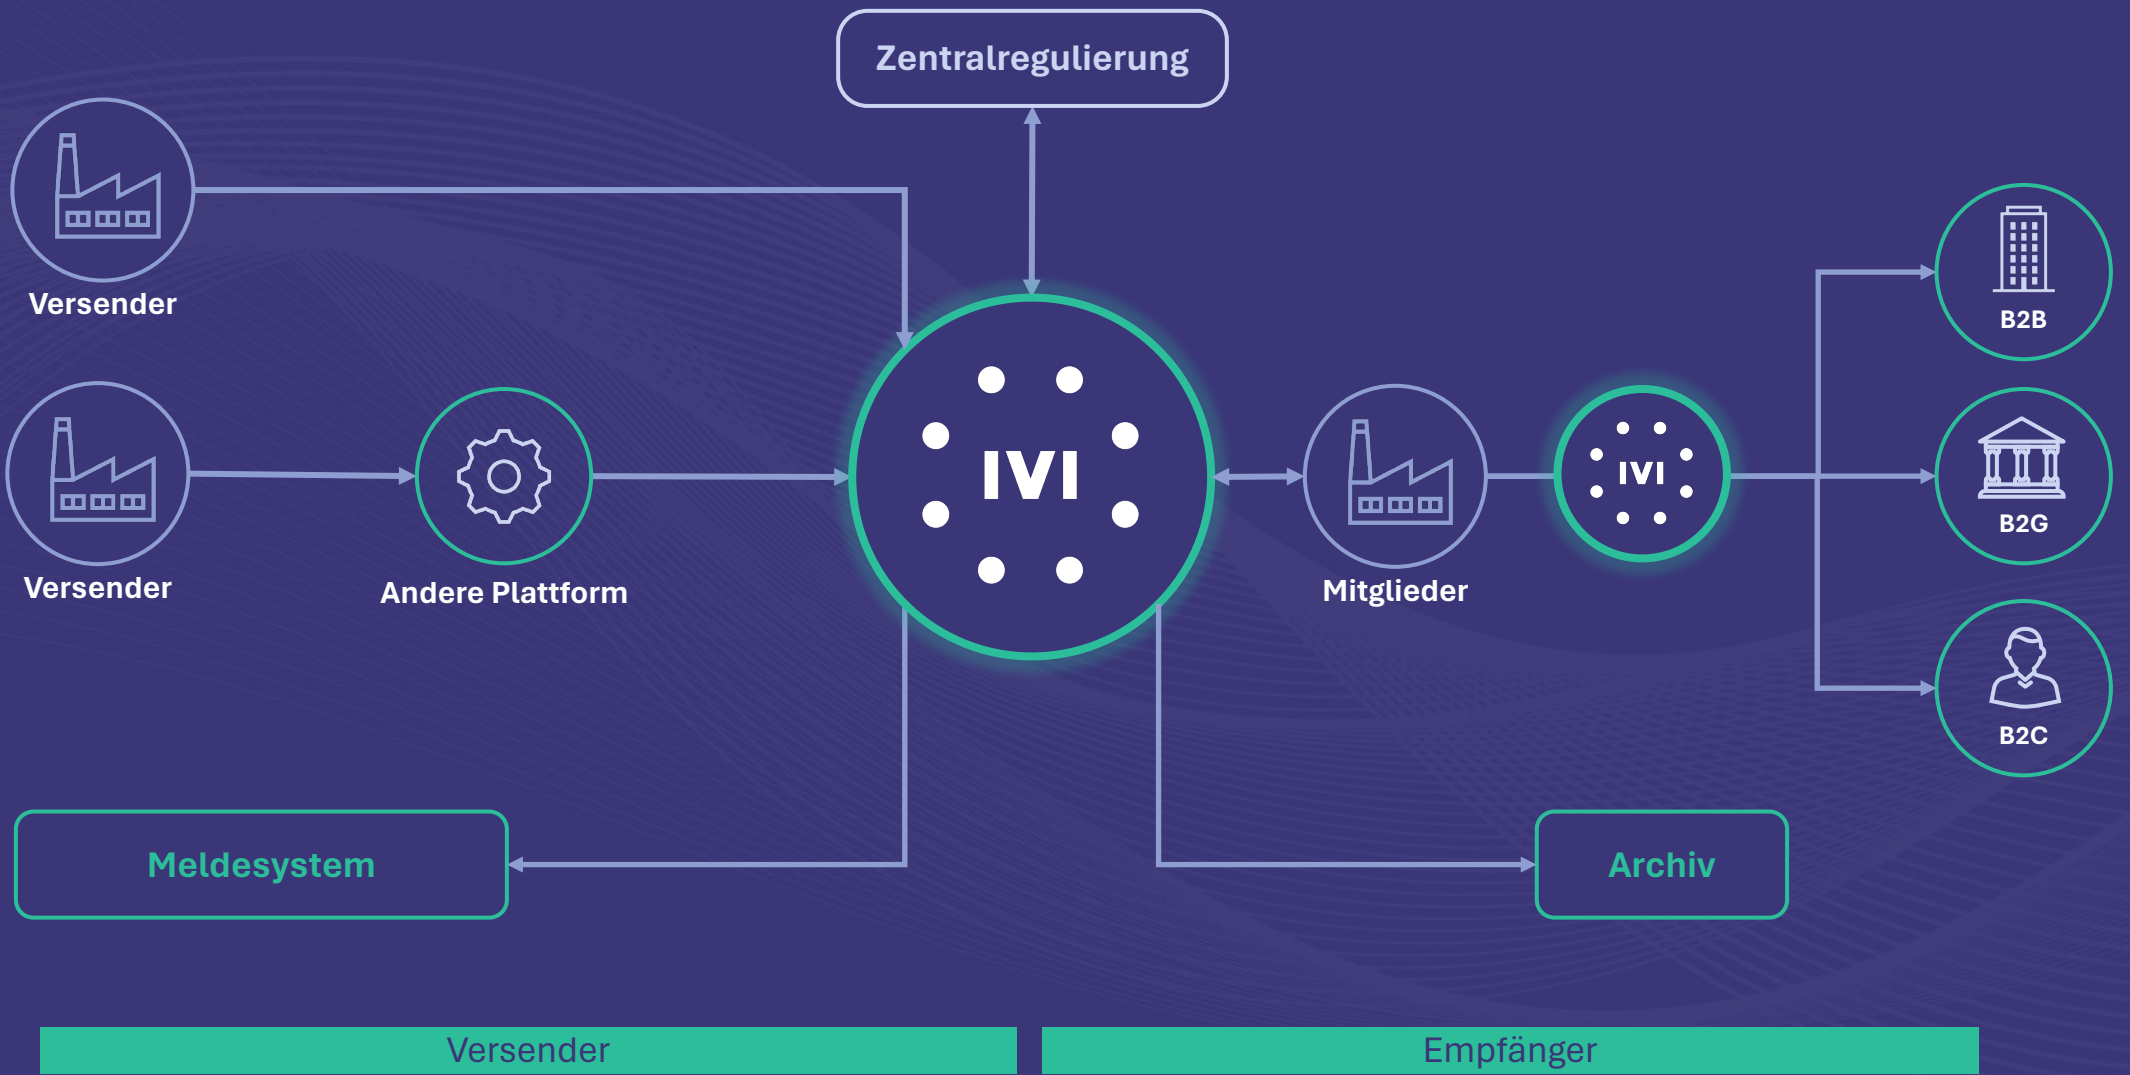 Zentralregulierung
Versender
B2B
IVI
IVI
B2G
Versender
Andere Plattform
Mitglieder
B2C
Meldesystem
Archiv
Versender
Empfänger